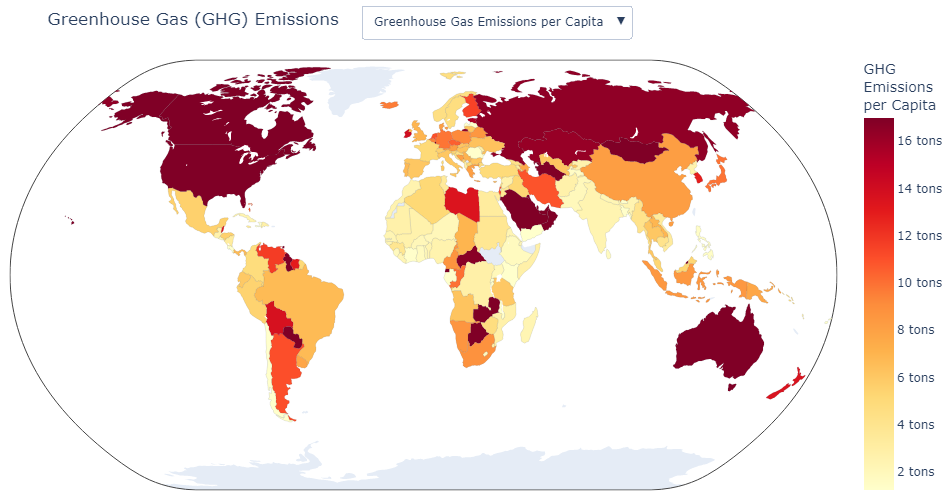 Greenhouse Gas (GHG) Emissions
Greenhouse Gas Emissions per Capita ▼
GHG
Emissions
per Capita
16 tons
14 tons
12 tons
10 tons
8 tons
6 tons
4 tons
2 tons